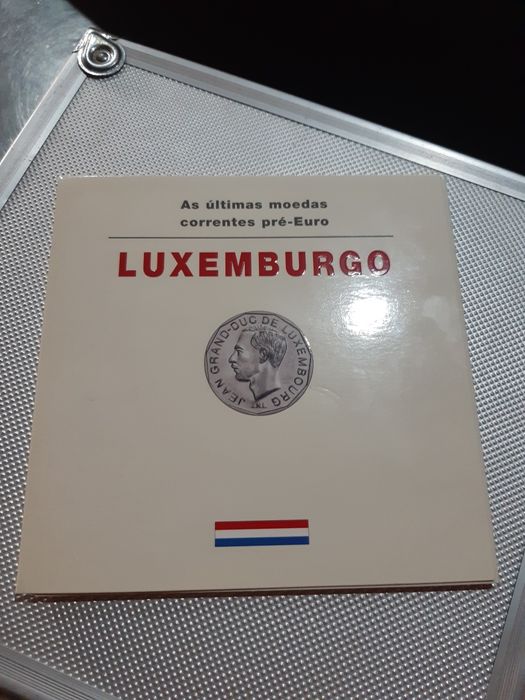 As últimas moedas
correntes pré-Euro
LUXEMBURGO
JEAN GRAND-DUC DE LUXEMBOURG